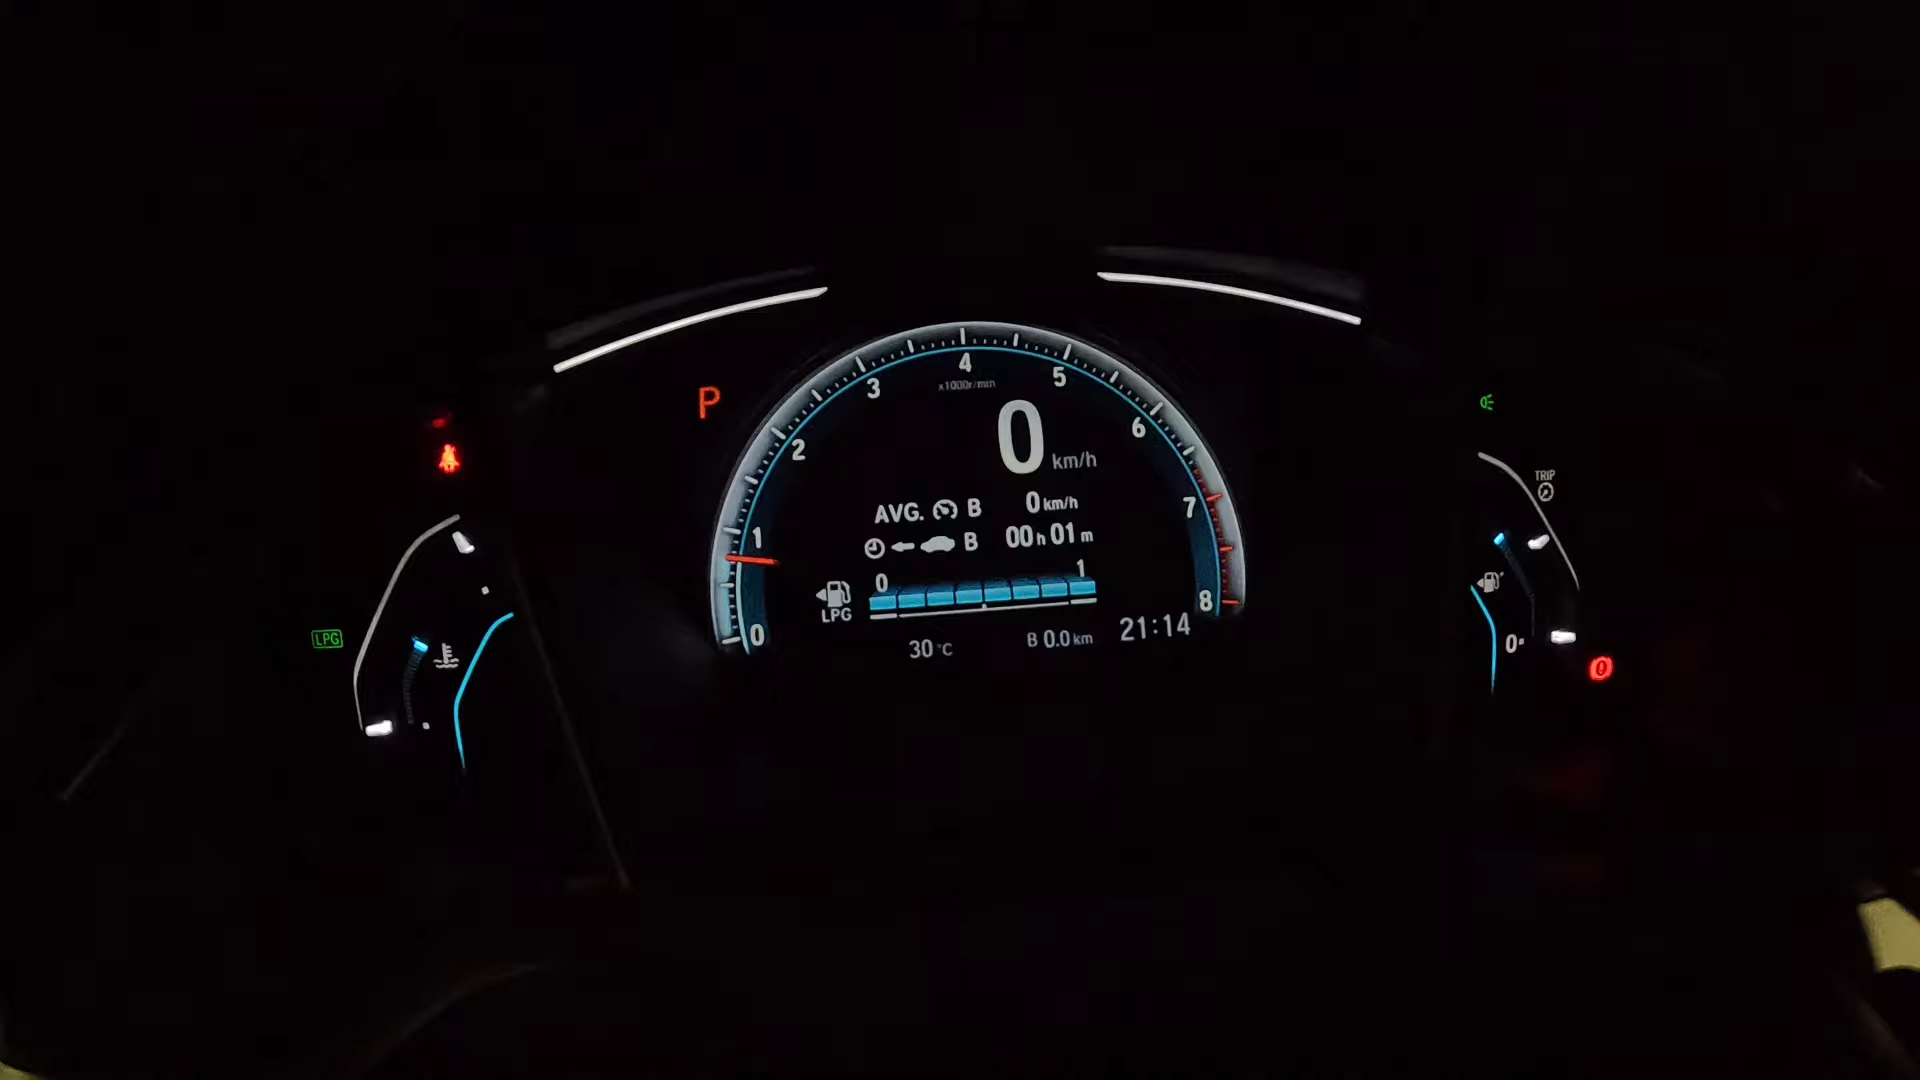 P
0 1 2 3 4 5 6 7 8
x1000r/min
0 km/h
AVG. B 0 km/h
B 00 h 01 m
0 1
LPG
30 °C B 0.0 km 21:14
LPG
TRIP
0